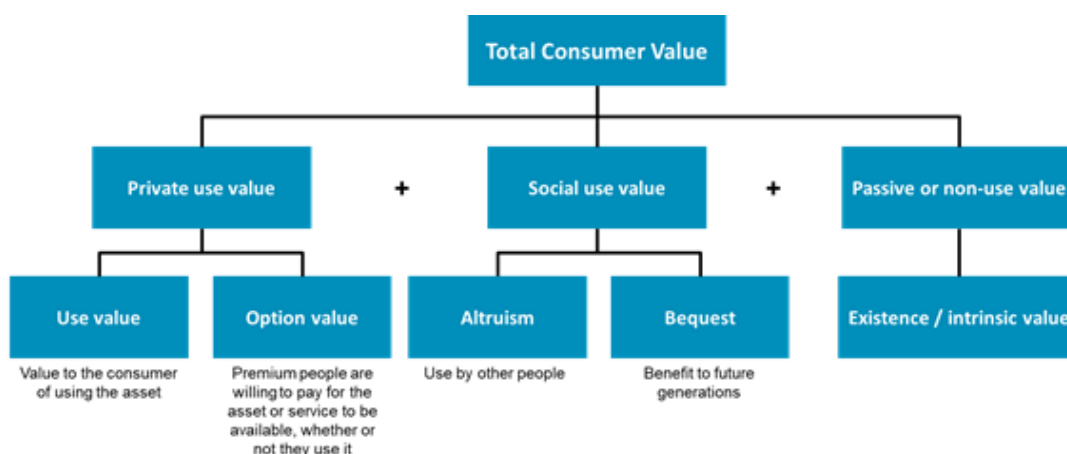 Total Consumer Value
Private use value
+
Social use value
+
Passive or non-use value
Use value
Option value
Altruism
Bequest
Existence / intrinsic value
Value to the consumer
of using the asset
Premium people are
willing to pay for the
asset or service to be
available, whether or
not they use it
Use by other people
Benefit to future
generations